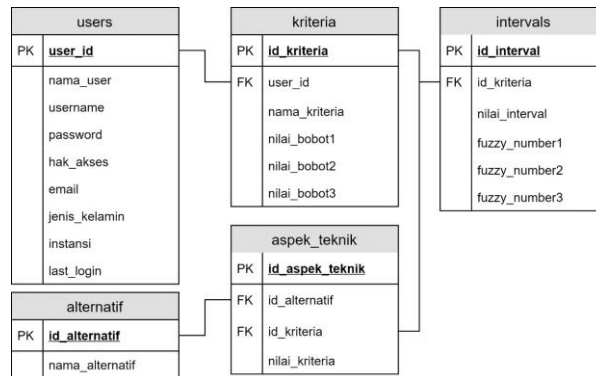 users
PK user_id
nama_user
username
password
hak_akses
email
jenis_kelamin
instansi
last_login
kriteria
PK id_kriteria
FK user_id
nama_kriteria
nilai_bobot1
nilai_bobot2
nilai_bobot3
intervals
PK id_interval
FK id_kriteria
nilai_interval
fuzzy_number1
fuzzy_number2
fuzzy_number3
aspek_teknik
PK id_aspek_teknik
FK id_alternatif
FK id_kriteria
nilai_kriteria
alternatif
PK id_alternatif
nama_alternatif